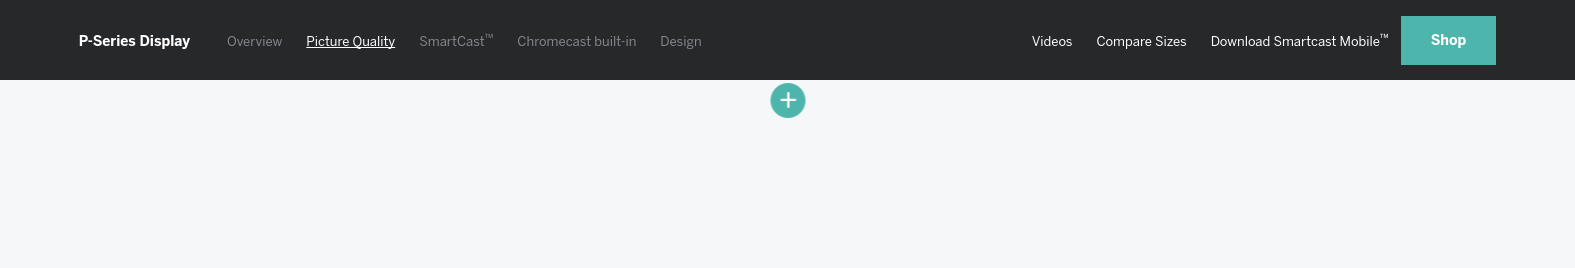 P-Series Display Overview Picture Quality SmartCast™ Chromecast built-in Design Videos Compare Sizes Download Smartcast Mobile™ Shop